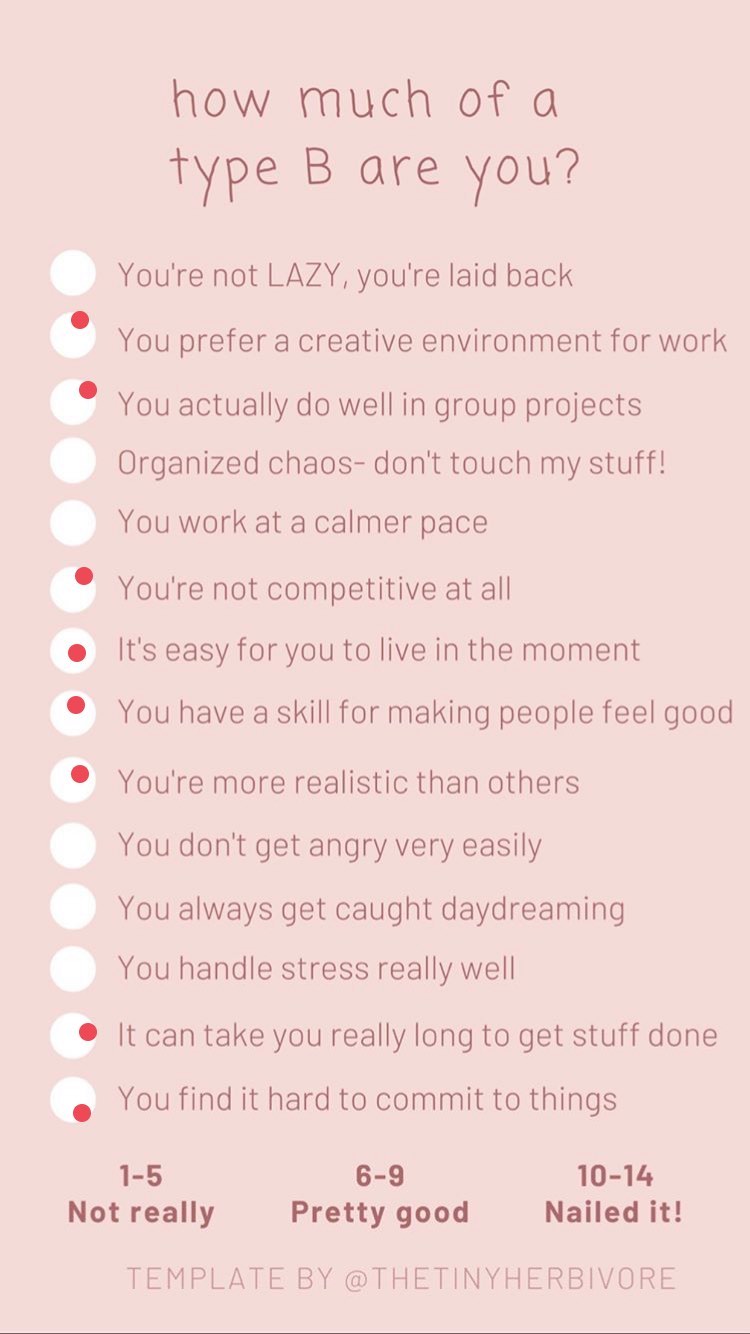 how much of a
type B are you?
You're not LAZY, you're laid back
You prefer a creative environment for work
You actually do well in group projects
Organized chaos- don't touch my stuff!
You work at a calmer pace
You're not competitive at all
It's easy for you to live in the moment
You have a skill for making people feel good
You're more realistic than others
You don't get angry very easily
You always get caught daydreaming
You handle stress really well
It can take you really long to get stuff done
You find it hard to commit to things
1-5 6-9 10-14
Not really Pretty good Nailed it!
TEMPLATE BY @THETINYHERBIVORE